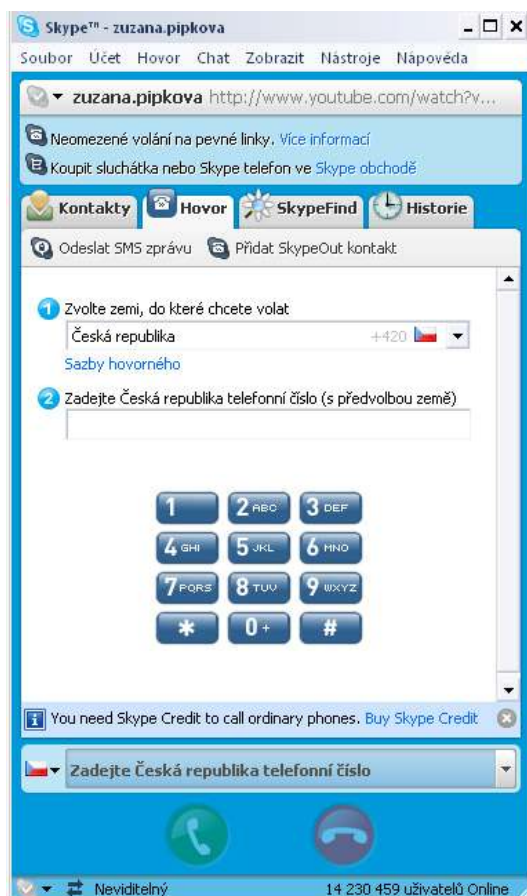 Skype™ - zuzana.pipkova
Soubor Účet Hovor Chat Zobrazit Nástroje Nápověda
zuzana.pipkova http://www.youtube.com/watch?v...
Neomezené volání na pevné linky. Více informací
Koupit sluchátka nebo Skype telefon ve Skype obchodě
Kontakty Hovor SkypeFind Historie
Odeslat SMS zprávu Přidat SkypeOut kontakt
1 Zvolte zemi, do které chcete volat
Česká republika +420
Sazby hovorného
2 Zadejte Česká republika telefonní číslo (s předvolbou země)
1 2 ABC 3 DEF
4 GHI 5 JKL 6 MNO
7 PQRS 8 TUV 9 WXYZ
* 0 + #
You need Skype Credit to call ordinary phones. Buy Skype Credit
Zadejte Česká republika telefonní číslo
Neviditelný 14 230 459 uživatelů Online